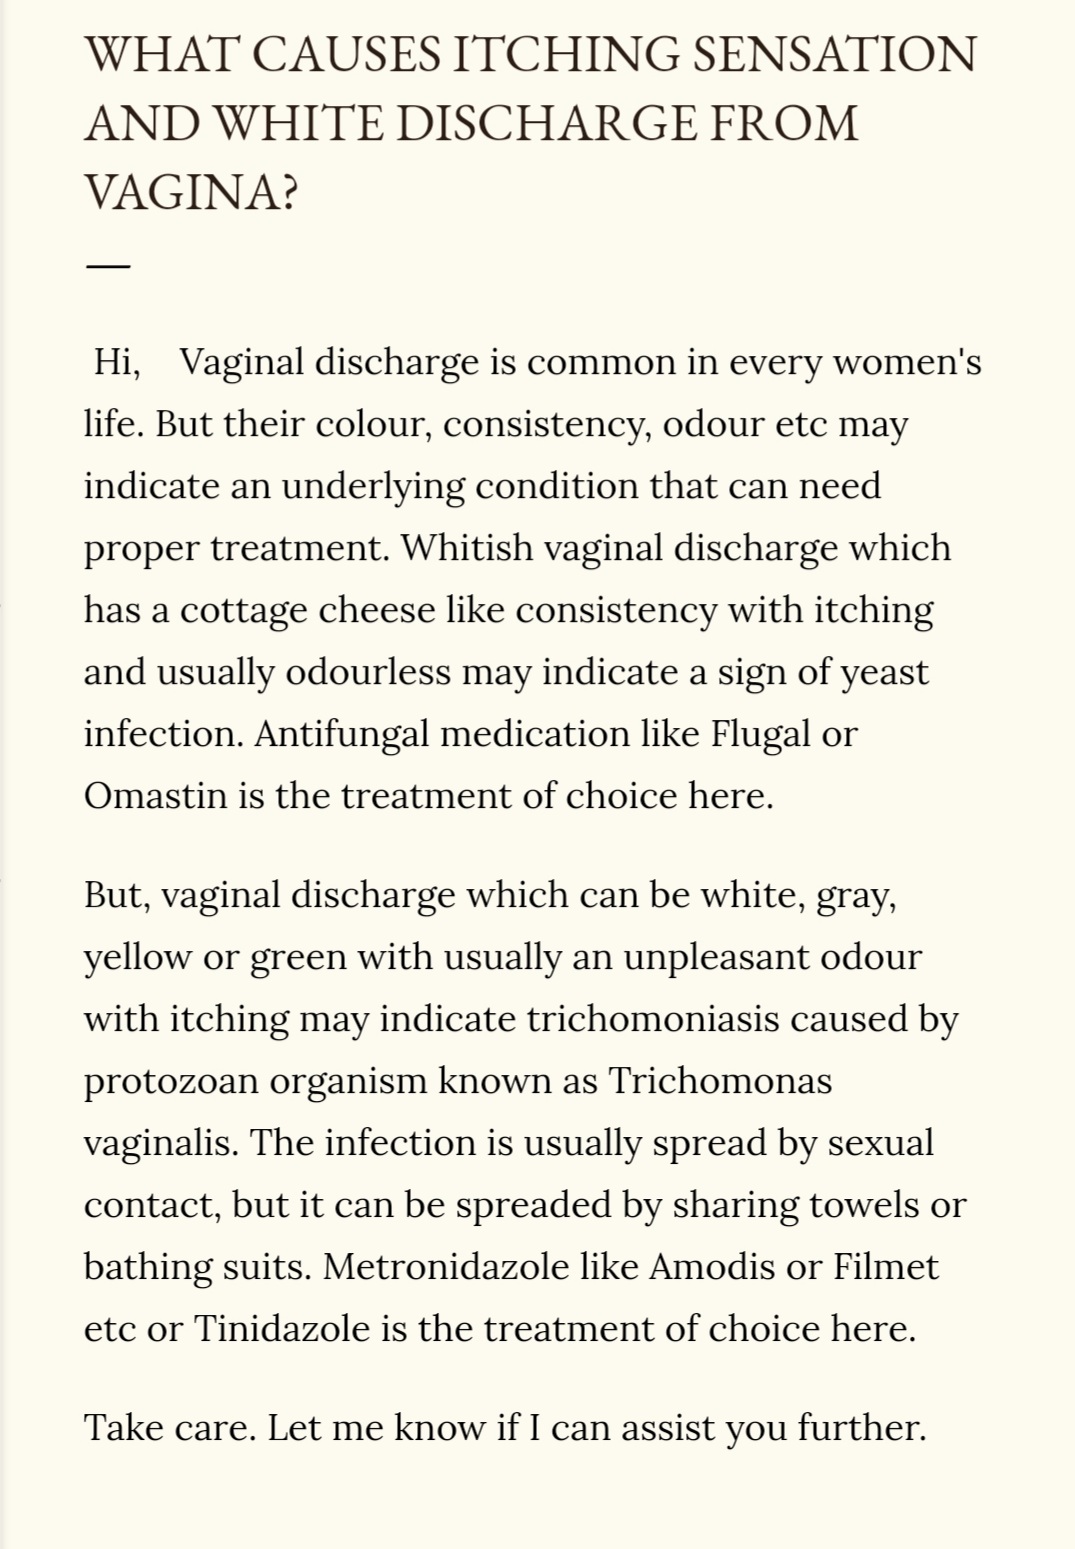 WHAT CAUSES ITCHING SENSATION
AND WHITE DISCHARGE FROM
VAGINA?
—
Hi, Vaginal discharge is common in every women's
life. But their colour, consistency, odour etc may
indicate an underlying condition that can need
proper treatment. Whitish vaginal discharge which
has a cottage cheese like consistency with itching
and usually odourless may indicate a sign of yeast
infection. Antifungal medication like Flugal or
Omastin is the treatment of choice here.
But, vaginal discharge which can be white, gray,
yellow or green with usually an unpleasant odour
with itching may indicate trichomoniasis caused by
protozoan organism known as Trichomonas
vaginalis. The infection is usually spread by sexual
contact, but it can be spreaded by sharing towels or
bathing suits. Metronidazole like Amodis or Filmet
etc or Tinidazole is the treatment of choice here.
Take care. Let me know if I can assist you further.